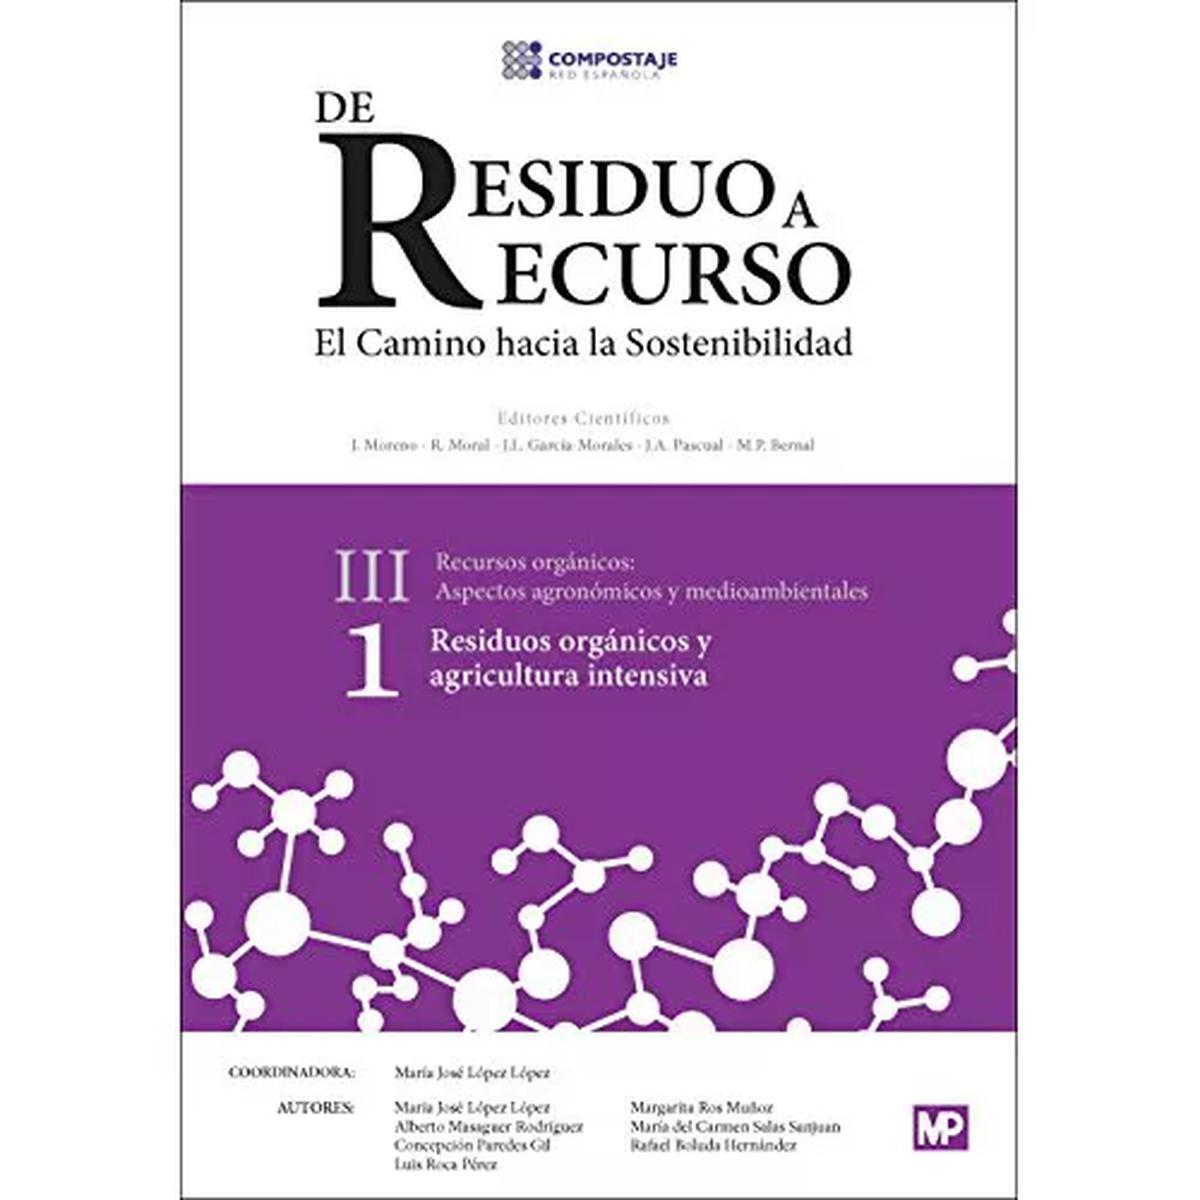 COMPOSTAJE
RED ESPAÑOLA
DE
RESIDUO A
RECURSO
El Camino hacia la Sostenibilidad
Editores Científicos
J. Moreno · R. Moral · J.L. García Morales · J.A. Pascual · M.P. Bernal
III Recursos orgánicos:
Aspectos agronómicos y medioambientales
1 Residuos orgánicos y
agricultura intensiva
COORDINADORA: María José López López
AUTORES: María José López López Margarita Ros Muñoz
Alberto Masaguer Rodríguez María del Carmen Salas Sanjuan
Concepción Paredes Gil Rafael Boluda Hernández
Luis Roca Pérez
MP